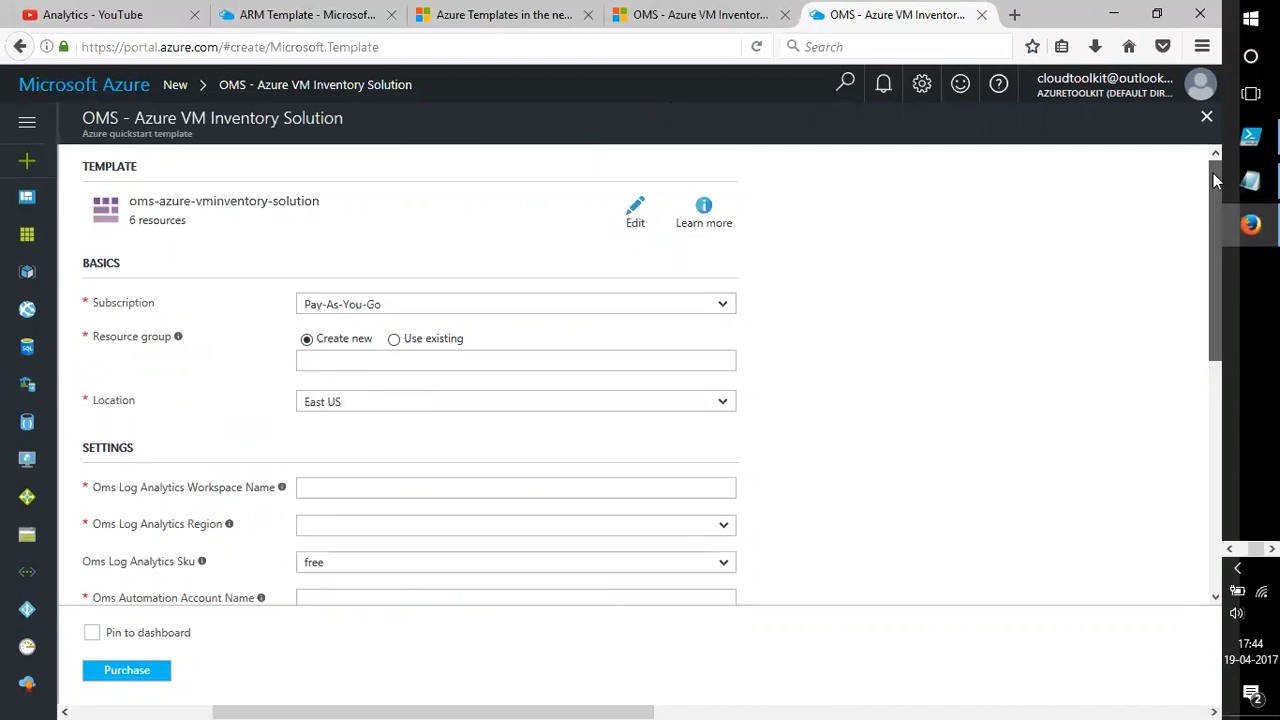 Analytics - YouTube
ARM Template - Microsof...
Azure Templates in the ne...
OMS - Azure VM Inventor...
OMS - Azure VM Inventor...
https://portal.azure.com/#create/Microsoft.Template
Search
Microsoft Azure New > OMS - Azure VM Inventory Solution
cloudtoolkit@outlook...
AZURETOOLKIT (DEFAULT DIR...
OMS - Azure VM Inventory Solution
Azure quickstart template
TEMPLATE
oms-azure-vminventory-solution
6 resources
Edit
Learn more
BASICS
* Subscription
Pay-As-You-Go
* Resource group
Create new
Use existing
* Location
East US
SETTINGS
* Oms Log Analytics Workspace Name
* Oms Log Analytics Region
Oms Log Analytics Sku
free
* Oms Automation Account Name
Pin to dashboard
Purchase
17:44
19-04-2017
2